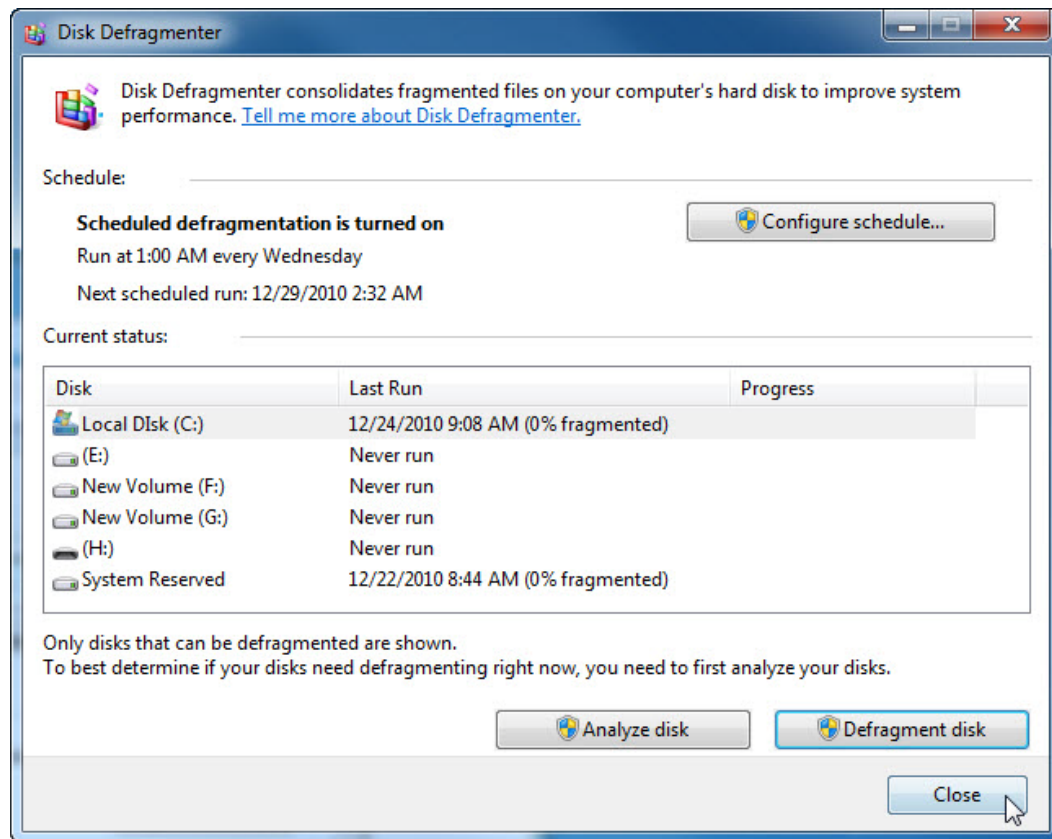 Disk Defragmenter
Disk Defragmenter consolidates fragmented files on your computer's hard disk to improve system
performance. Tell me more about Disk Defragmenter.
Schedule:
Scheduled defragmentation is turned on
Configure schedule...
Run at 1:00 AM every Wednesday
Next scheduled run: 12/29/2010 2:32 AM
Current status:
Disk Last Run Progress
Local DIsk (C:) 12/24/2010 9:08 AM (0% fragmented)
(E:) Never run
New Volume (F:) Never run
New Volume (G:) Never run
(H:) Never run
System Reserved 12/22/2010 8:44 AM (0% fragmented)
Only disks that can be defragmented are shown.
To best determine if your disks need defragmenting right now, you need to first analyze your disks.
Analyze disk Defragment disk
Close